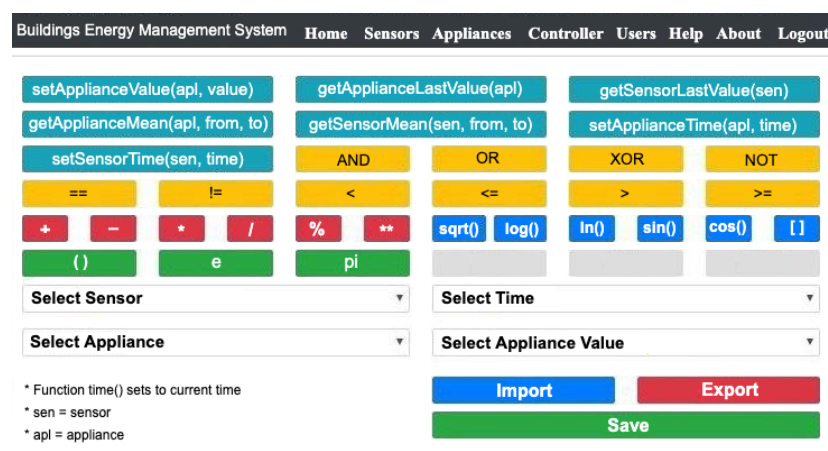 Buildings Energy Management System Home Sensors Appliances Controller Users Help About Logout
setApplianceValue(apl, value) getApplianceLastValue(apl) getSensorLastValue(sen)
getApplianceMean(apl, from, to) getSensorMean(sen, from, to) setApplianceTime(apl, time)
setSensorTime(sen, time) AND OR XOR NOT
== != < <= > >=
+ − * / % ** sqrt() log() ln() sin() cos() [ ]
( ) e pi
Select Sensor Select Time
Select Appliance Select Appliance Value
* Function time() sets to current time Import Export
* sen = sensor Save
* apl = appliance